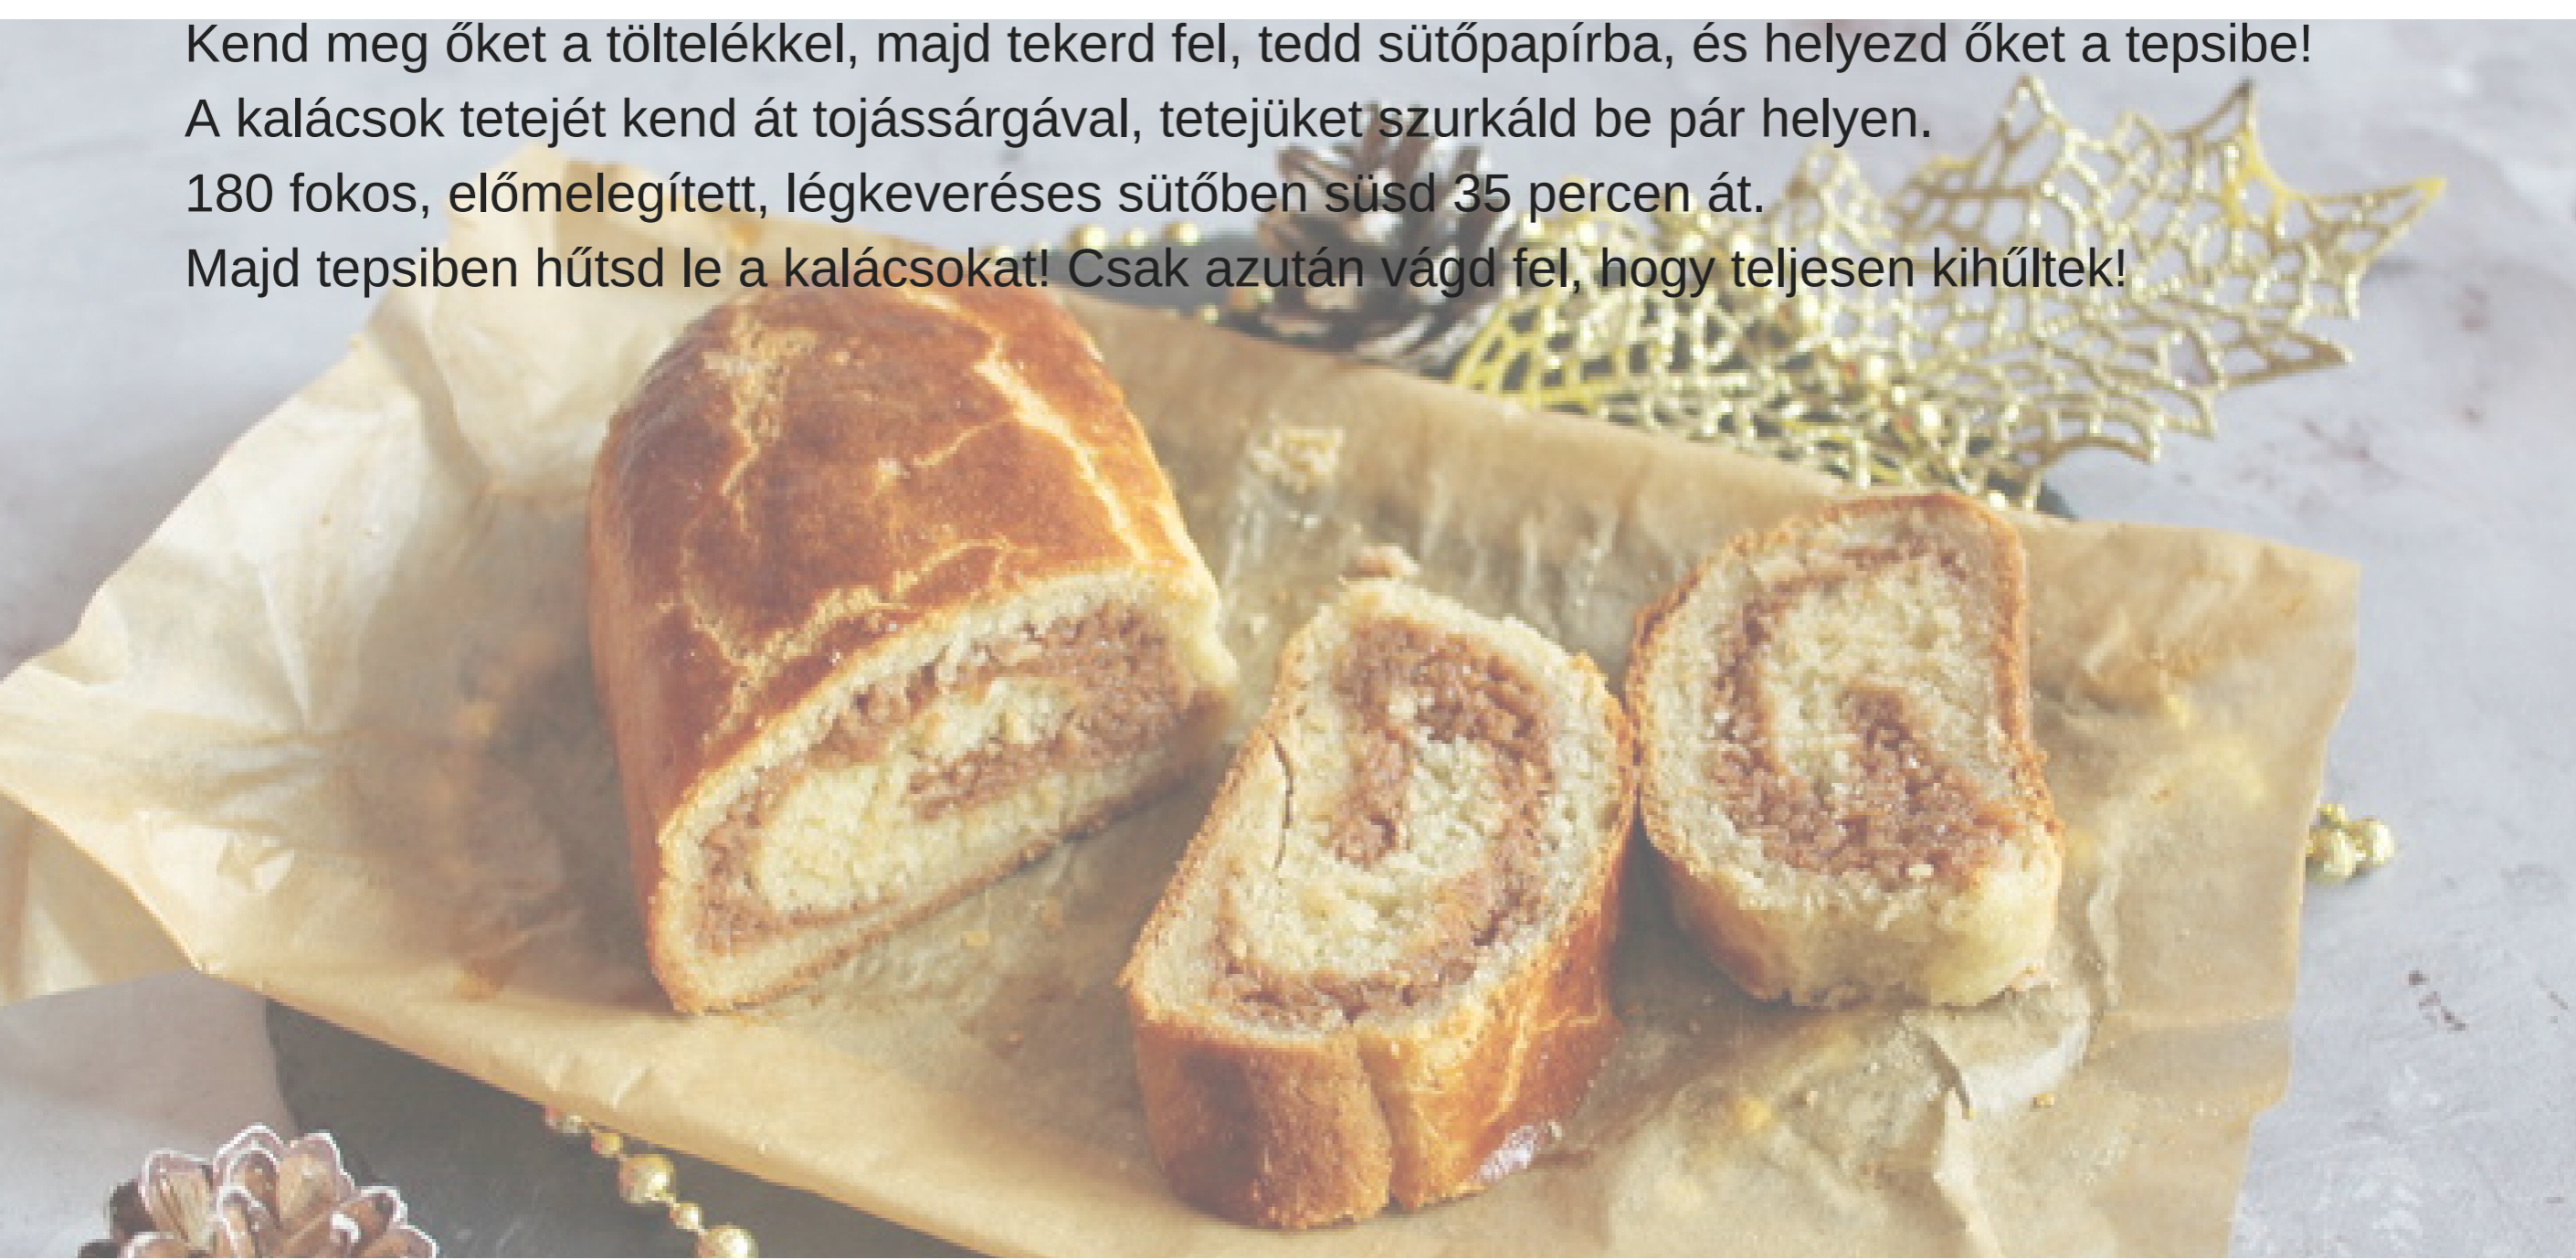 Kend meg őket a töltelékkel, majd tekerd fel, tedd sütőpapírba, és helyezd őket a tepsibe!
A kalácsok tetejét kend át tojássárgával, tetejüket szurkáld be pár helyen.
180 fokos, előmelegített, légkeveréses sütőben süsd 35 percen át.
Majd tepsiben hűtsd le a kalácsokat! Csak azután vágd fel, hogy teljesen kihűltek!